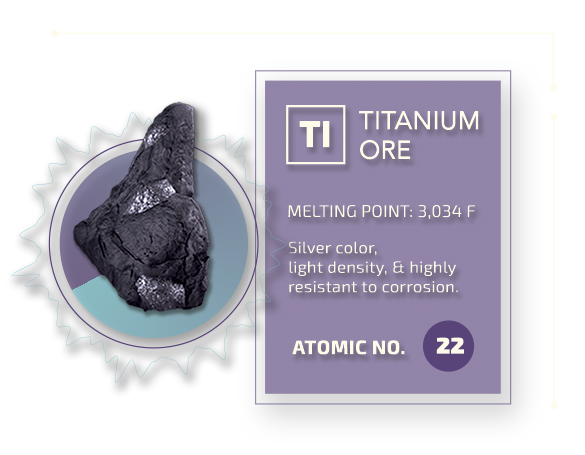 TI
TITANIUM
ORE
MELTING POINT: 3,034 F
Silver color,
light density, & highly
resistant to corrosion.
ATOMIC NO. 22